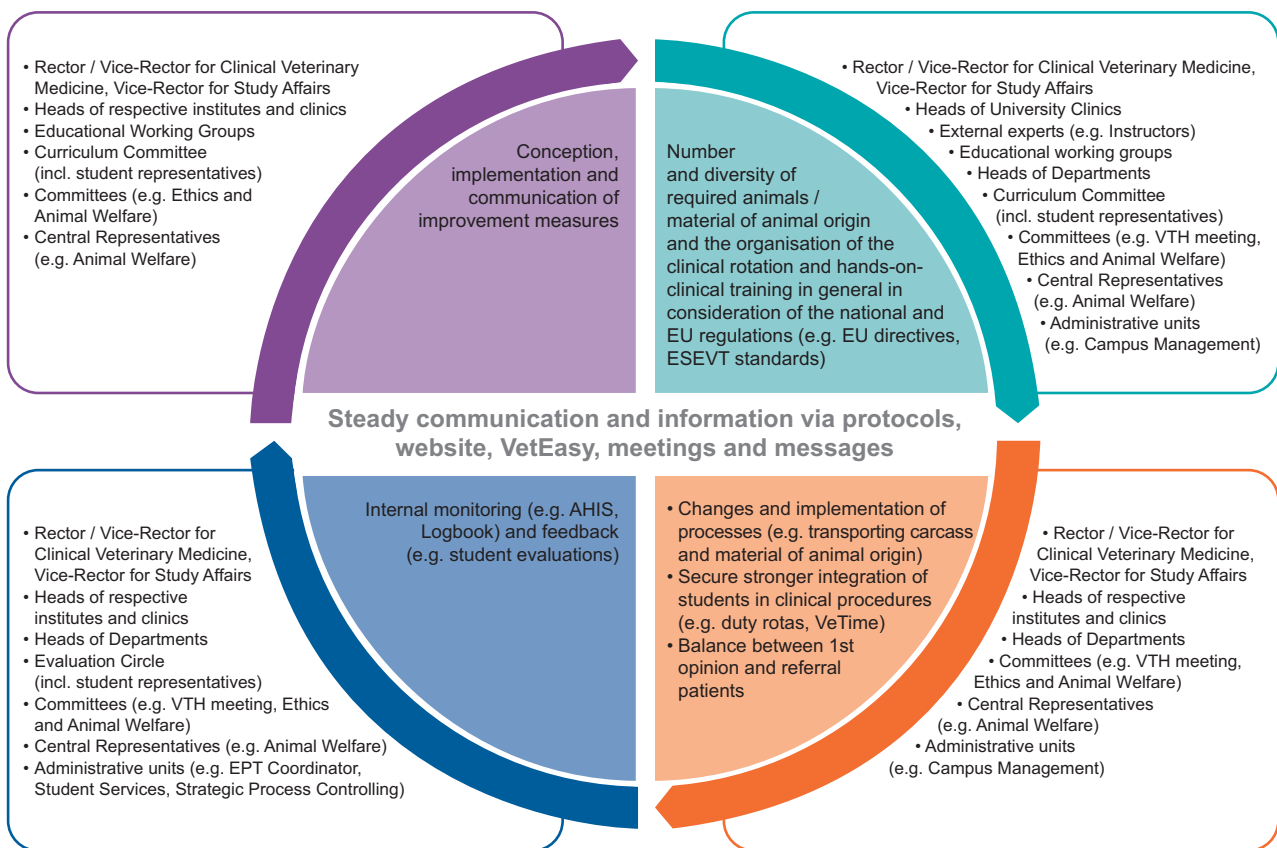 • Rector / Vice-Rector for Clinical Veterinary
Medicine, Vice-Rector for Study Affairs
• Heads of respective institutes and clinics
• Educational Working Groups
• Curriculum Committee
(incl. student representatives)
• Committees (e.g. Ethics and
Animal Welfare)
• Central Representatives
(e.g. Animal Welfare)
Conception,
implementation and
communication of
improvement measures
Number
and diversity of
required animals /
material of animal origin
and the organisation of the
clinical rotation and hands-on-
clinical training in general in
consideration of the national and
EU regulations (e.g. EU directives,
ESEVT standards)
• Rector / Vice-Rector for Clinical Veterinary Medicine,
Vice-Rector for Study Affairs
• Heads of University Clinics
• External experts (e.g. Instructors)
• Educational working groups
• Heads of Departments
• Curriculum Committee
(incl. student representatives)
• Committees (e.g. VTH meeting,
Ethics and Animal Welfare)
• Central Representatives
(e.g. Animal Welfare)
• Administrative units
(e.g. Campus Management)
Steady communication and information via protocols,
website, VetEasy, meetings and messages
• Rector / Vice-Rector for
Clinical Veterinary Medicine,
Vice-Rector for Study Affairs
• Heads of respective
institutes and clinics
• Heads of Departments
• Evaluation Circle
(incl. student representatives)
• Committees (e.g. VTH meeting, Ethics
and Animal Welfare)
• Central Representatives (e.g. Animal Welfare)
• Administrative units (e.g. EPT Coordinator,
Student Services, Strategic Process Controlling)
Internal monitoring (e.g. AHIS,
Logbook) and feedback
(e.g. student evaluations)
• Changes and implementation of
processes (e.g. transporting carcass
and material of animal origin)
• Secure stronger integration of
students in clinical procedures
(e.g. duty rotas, VeTime)
• Balance between 1st
opinion and referral
patients
• Rector / Vice-Rector for
Clinical Veterinary Medicine,
Vice-Rector for Study Affairs
• Heads of respective
institutes and clinics
• Heads of Departments
• Committees (e.g. VTH meeting,
Ethics and Animal Welfare)
• Central Representatives
(e.g. Animal Welfare)
• Administrative units
(e.g. Campus Management)